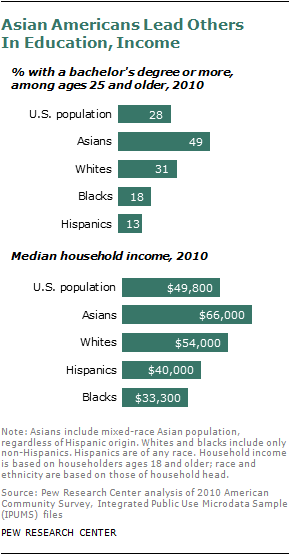 Asian Americans Lead Others
In Education, Income
% with a bachelor's degree or more,
among ages 25 and older, 2010
U.S. population 28
Asians 49
Whites 31
Blacks 18
Hispanics 13
Median household income, 2010
U.S. population $49,800
Asians $66,000
Whites $54,000
Hispanics $40,000
Blacks $33,300
Note: Asians include mixed-race Asian population,
regardless of Hispanic origin. Whites and blacks include only
non-Hispanics. Hispanics are of any race. Household income
is based on householders ages 18 and older; race and
ethnicity are based on those of household head.
Source: Pew Research Center analysis of 2010 American
Community Survey, Integrated Public Use Microdata Sample
(IPUMS) files
PEW RESEARCH CENTER